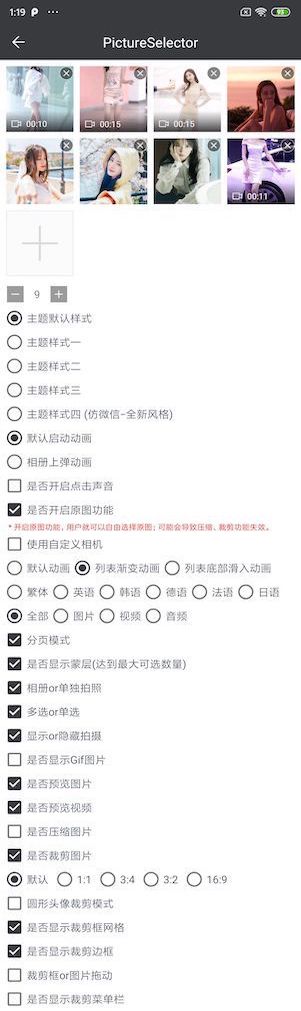 1:19
PictureSelector
00:10
00:15
00:15
00:11
9
主题默认样式
主题样式一
主题样式二
主题样式三
主题样式四 (仿微信-全新风格)
默认启动动画
相册上弹动画
是否开启点击声音
是否开启原图功能
* 开启原图功能，用户就可以自由选择原图；可能会导致压缩、裁剪功能失效。
使用自定义相机
默认动画 列表渐变动画 列表底部滑入动画
繁体 英语 韩语 德语 法语 日语
全部 图片 视频 音频
分页模式
是否显示蒙层(达到最大可选数量)
相册or单独拍照
多选or单选
显示or隐藏拍摄
是否显示Gif图片
是否预览图片
是否预览视频
是否压缩图片
是否裁剪图片
默认 1:1 3:4 3:2 16:9
圆形头像裁剪模式
是否显示裁剪框网格
是否显示裁剪边框
裁剪框or图片拖动
是否显示裁剪菜单栏